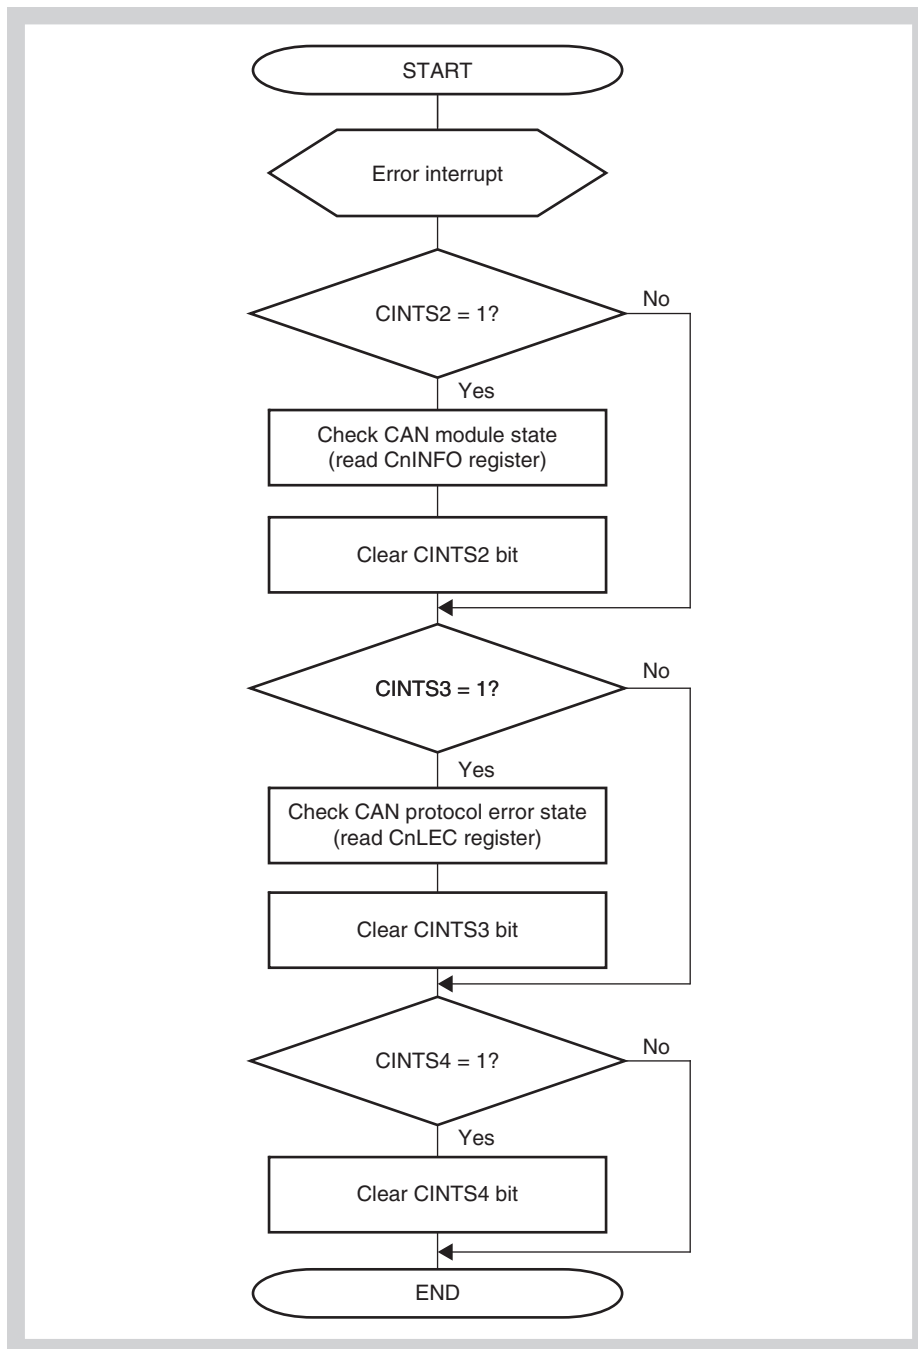 START
Error interrupt
CINTS2 = 1?
No
Yes
Check CAN module state
(read CnINFO register)
Clear CINTS2 bit
CINTS3 = 1?
No
Yes
Check CAN protocol error state
(read CnLEC register)
Clear CINTS3 bit
CINTS4 = 1?
No
Yes
Clear CINTS4 bit
END